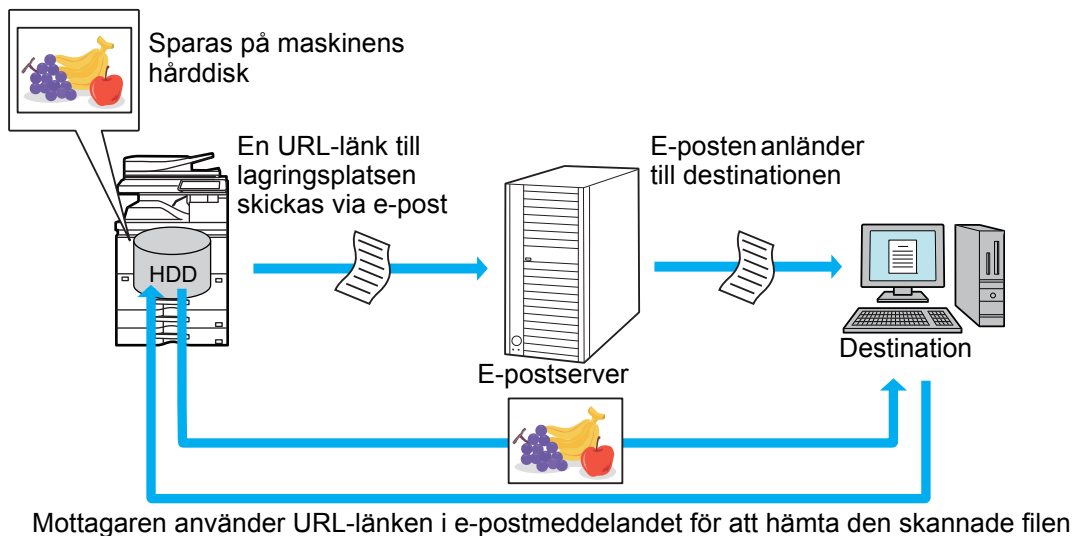 Sparas på maskinens
hårddisk
En URL-länk till
lagringsplatsen
skickas via e-post
E-posten anländer
till destinationen
HDD
E-postserver
Destination
Mottagaren använder URL-länken i e-postmeddelandet för att hämta den skannade filen